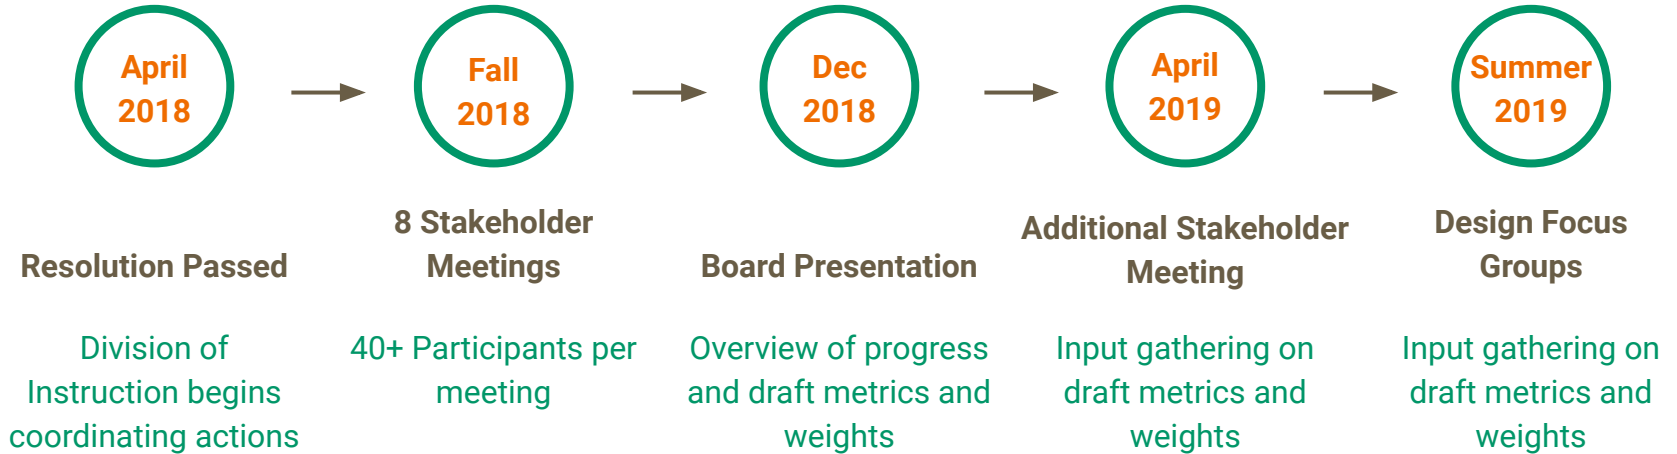 April
2018
Fall
2018
Dec
2018
April
2019
Summer
2019
Resolution Passed
8 Stakeholder
Meetings
Board Presentation
Additional Stakeholder
Meeting
Design Focus
Groups
Division of
Instruction begins
coordinating actions
40+ Participants per
meeting
Overview of progress
and draft metrics and
weights
Input gathering on
draft metrics and
weights
Input gathering on
draft metrics and
weights